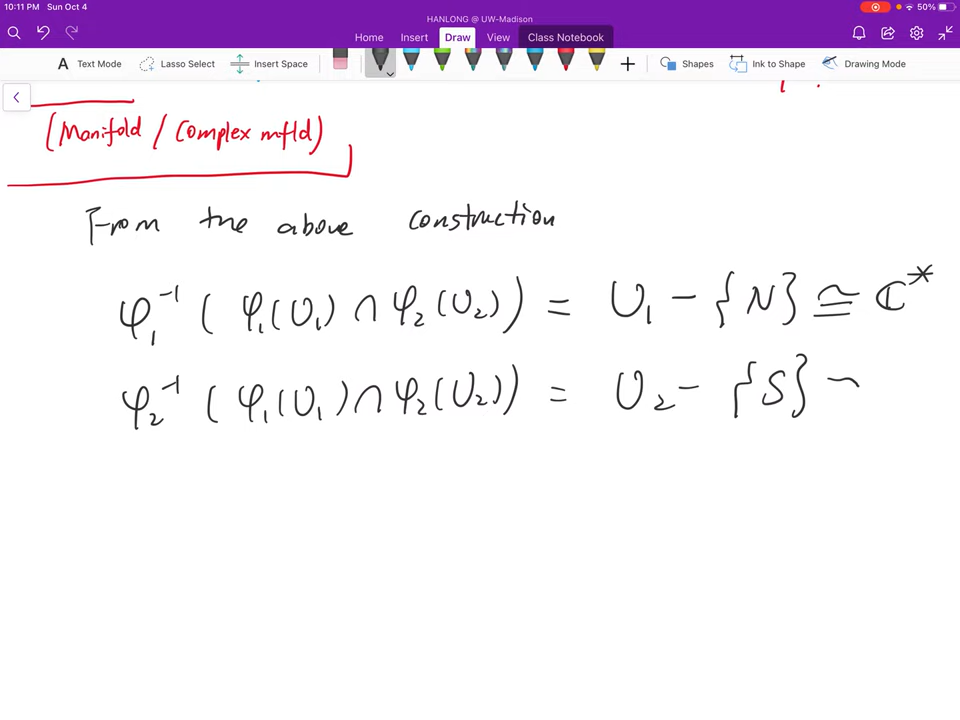 10:11 PM Sun Oct 4
HANLONG @ UW-Madison
50%
Home Insert Draw View Class Notebook
Text Mode Lasso Select Insert Space Shapes Ink to Shape Drawing Mode
(Manifold / Complex mfld)
From the above construction
φ₁⁻¹ ( φ₁(U₁) ∩ φ₂(U₂) ) = U₁ − {N} ≅ ℂ*
φ₂⁻¹ ( φ₁(U₁) ∩ φ₂(U₂) ) = U₂ − {S} ~